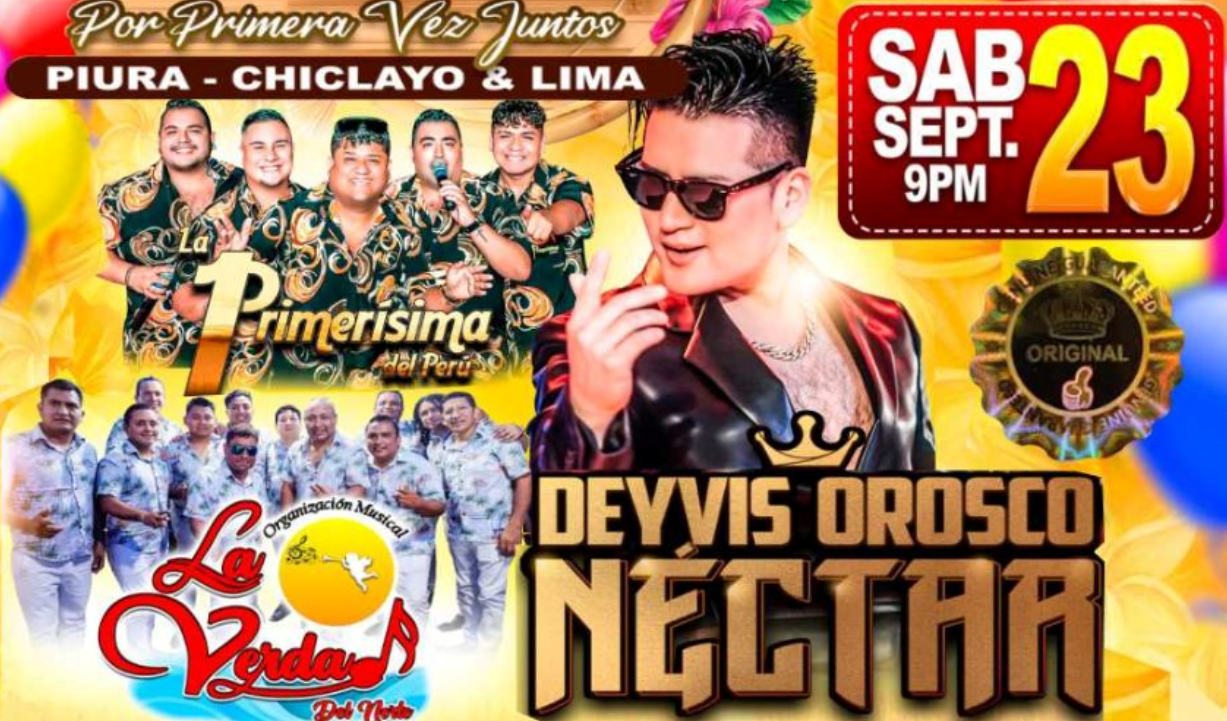 Por Primera Vez Juntos
PIURA - CHICLAYO & LIMA
SAB
SEPT.
9PM
23
La
Primerísima
del Perú
ORIGINAL
Organización Musical
La
Verdad
Del Norte
DEYVIS OROSCO
NÉCTAR